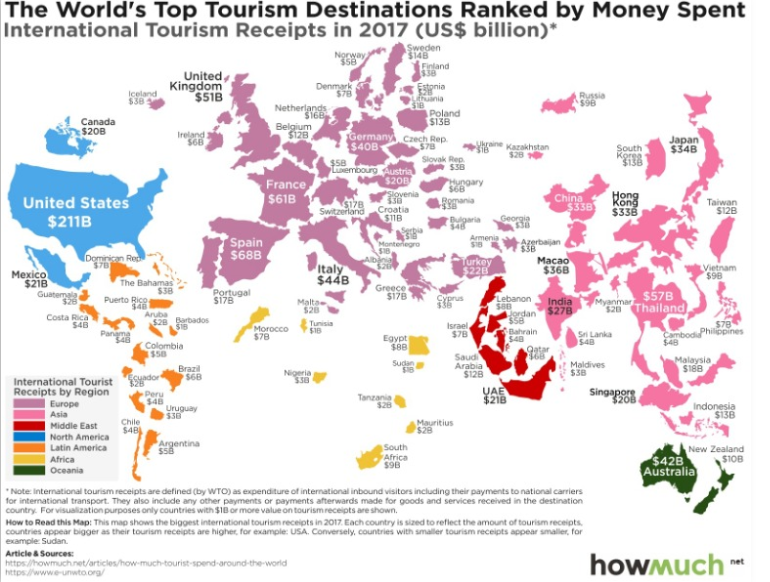 The World's Top Tourism Destinations Ranked by Money Spent
International Tourism Receipts in 2017 (US$ billion)*
Norway
$5B
Sweden
$14B
Finland
$3B
Estonia
$2B
Lithuania
$1B
Denmark
$7B
United
Kingdom
$51B
Iceland
$3B
Netherlands
$16B
Poland
$13B
Russia
$9B
Canada
$20B
Ireland
$6B
Belgium
$12B
Germany
$40B
Czech Rep.
$7B
Ukraine
$1B
Kazakhstan
$2B
South
Korea
$13B
Japan
$34B
$5B
Luxembourg
Slovak Rep.
$3B
Austria
$20B
France
$61B
Hungary
$6B
Slovenia
$3B
Romania
$3B
China
$33B
Hong
Kong
$33B
Taiwan
$12B
United States
$211B
$17B
Switzerland
Croatia
$11B
Bulgaria
$4B
Georgia
$3B
Serbia
$1B
Armenia
$1B
Azerbaijan
$3B
Montenegro
$1B
Spain
$68B
Albania
$2B
Turkey
$22B
Macao
$36B
Dominican Rep.
$7B
Italy
$44B
Vietnam
$9B
Mexico
$21B
The Bahamas
$3B
Portugal
$17B
Greece
$17B
Cyprus
$3B
Lebanon
$8B
India
$27B
Myanmar
$2B
$57B
Thailand
Guatemala
$2B
Puerto Rico
$4B
Malta
$2B
Jordan
$5B
Costa Rica
$4B
Aruba
$2B
Barbados
$1B
Morocco
$7B
Tunisia
$1B
Israel
$7B
Bahrain
$4B
Sri Lanka
$4B
Cambodia
$4B
$7B
Philippines
Panama
$4B
Egypt
$8B
Colombia
$5B
Qatar
$6B
Saudi
Arabia
$12B
Sudan
$1B
Maldives
$3B
Malaysia
$18B
Ecuador
$2B
Brazil
$6B
Nigeria
$3B
International Tourist
Receipts by Region
Europe
Asia
Middle East
North America
Latin America
Africa
Oceania
Peru
$4B
Uruguay
$3B
Tanzania
$2B
UAE
$21B
Singapore
$20B
Indonesia
$13B
Chile
$4B
Mauritius
$2B
Argentina
$5B
South
Africa
$9B
$42B
Australia
New Zealand
$10B
* Note: International tourism receipts are defined (by WTO) as expenditure of international inbound visitors including their payments to national carriers
for international transport. They also include any other payments or payments afterwards made for goods and services received in the destination
country. For visualization purposes only countries with $1B or more value on tourism receipts are shown.
How to Read this Map: This map shows the biggest international tourism receipts in 2017. Each country is sized to reflect the amount of tourism receipts,
countries appear bigger as their tourism receipts are higher, for example: USA. Conversely, countries with smaller tourism receipts appear smaller, for
example: Sudan.
Article & Sources:
https://howmuch.net/articles/how-much-tourist-spend-around-the-world
https://www.e-unwto.org/
howmuch net